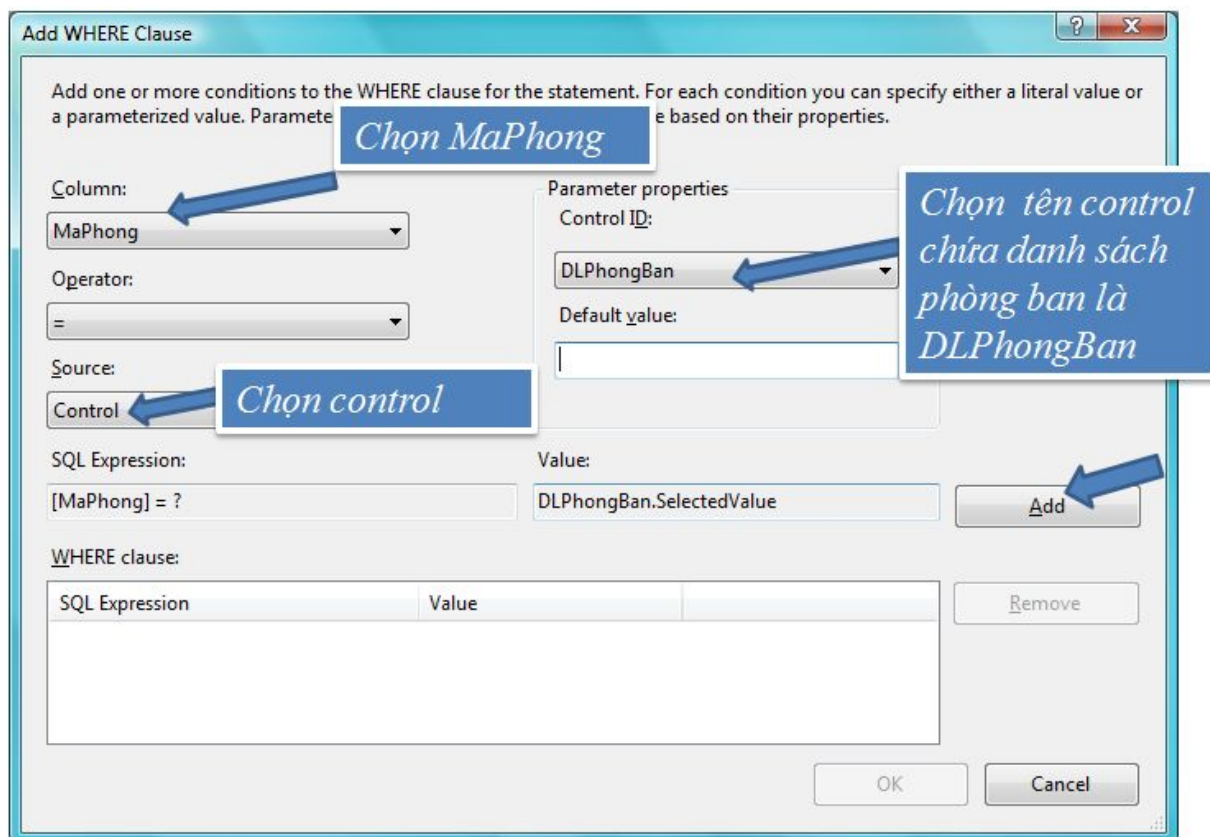 Add WHERE Clause
Add one or more conditions to the WHERE clause for the statement. For each condition you can specify either a literal value or
a parameterized value. Paramete e based on their properties.
Chọn MaPhong
Column:
MaPhong
Operator:
=
Source:
Control
Chọn control
Parameter properties
Control ID:
DLPhongBan
Default value:
Chọn tên control
chứa danh sách
phòng ban là
DLPhongBan
SQL Expression:
[MaPhong] = ?
Value:
DLPhongBan.SelectedValue
Add
WHERE clause:
SQL Expression Value
Remove
OK Cancel